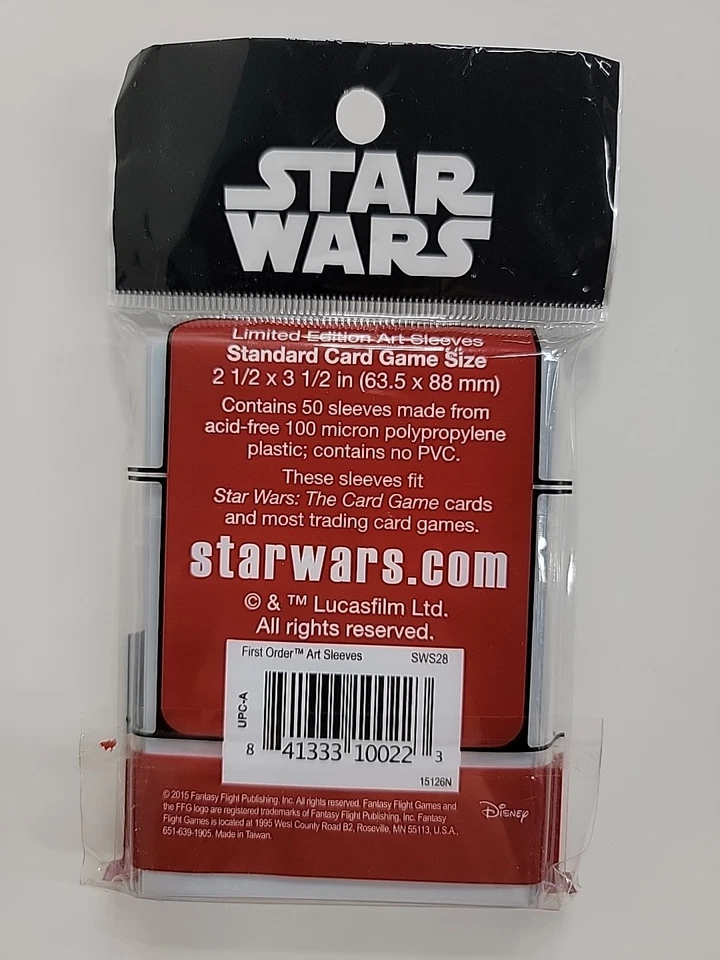 STAR
WARS
™
Limited Edition Art Sleeves
Standard Card Game Size
2 1/2 x 3 1/2 in (63.5 x 88 mm)
Contains 50 sleeves made from
acid-free 100 micron polypropylene
plastic; contains no PVC.
These sleeves fit
Star Wars: The Card Game cards
and most trading card games.
starwars.com
© & ™ Lucasfilm Ltd.
All rights reserved.
First Order™ Art Sleeves SWS28
UPC-A
8 41333 10022 3
15126N
© 2015 Fantasy Flight Publishing, Inc. All rights reserved. Fantasy Flight Games and
the FFG logo are registered trademarks of Fantasy Flight Publishing, Inc. Fantasy
Flight Games is located at 1995 West County Road B2, Roseville, MN 55113, U.S.A.,
651-639-1905. Made in Taiwan.
Disney